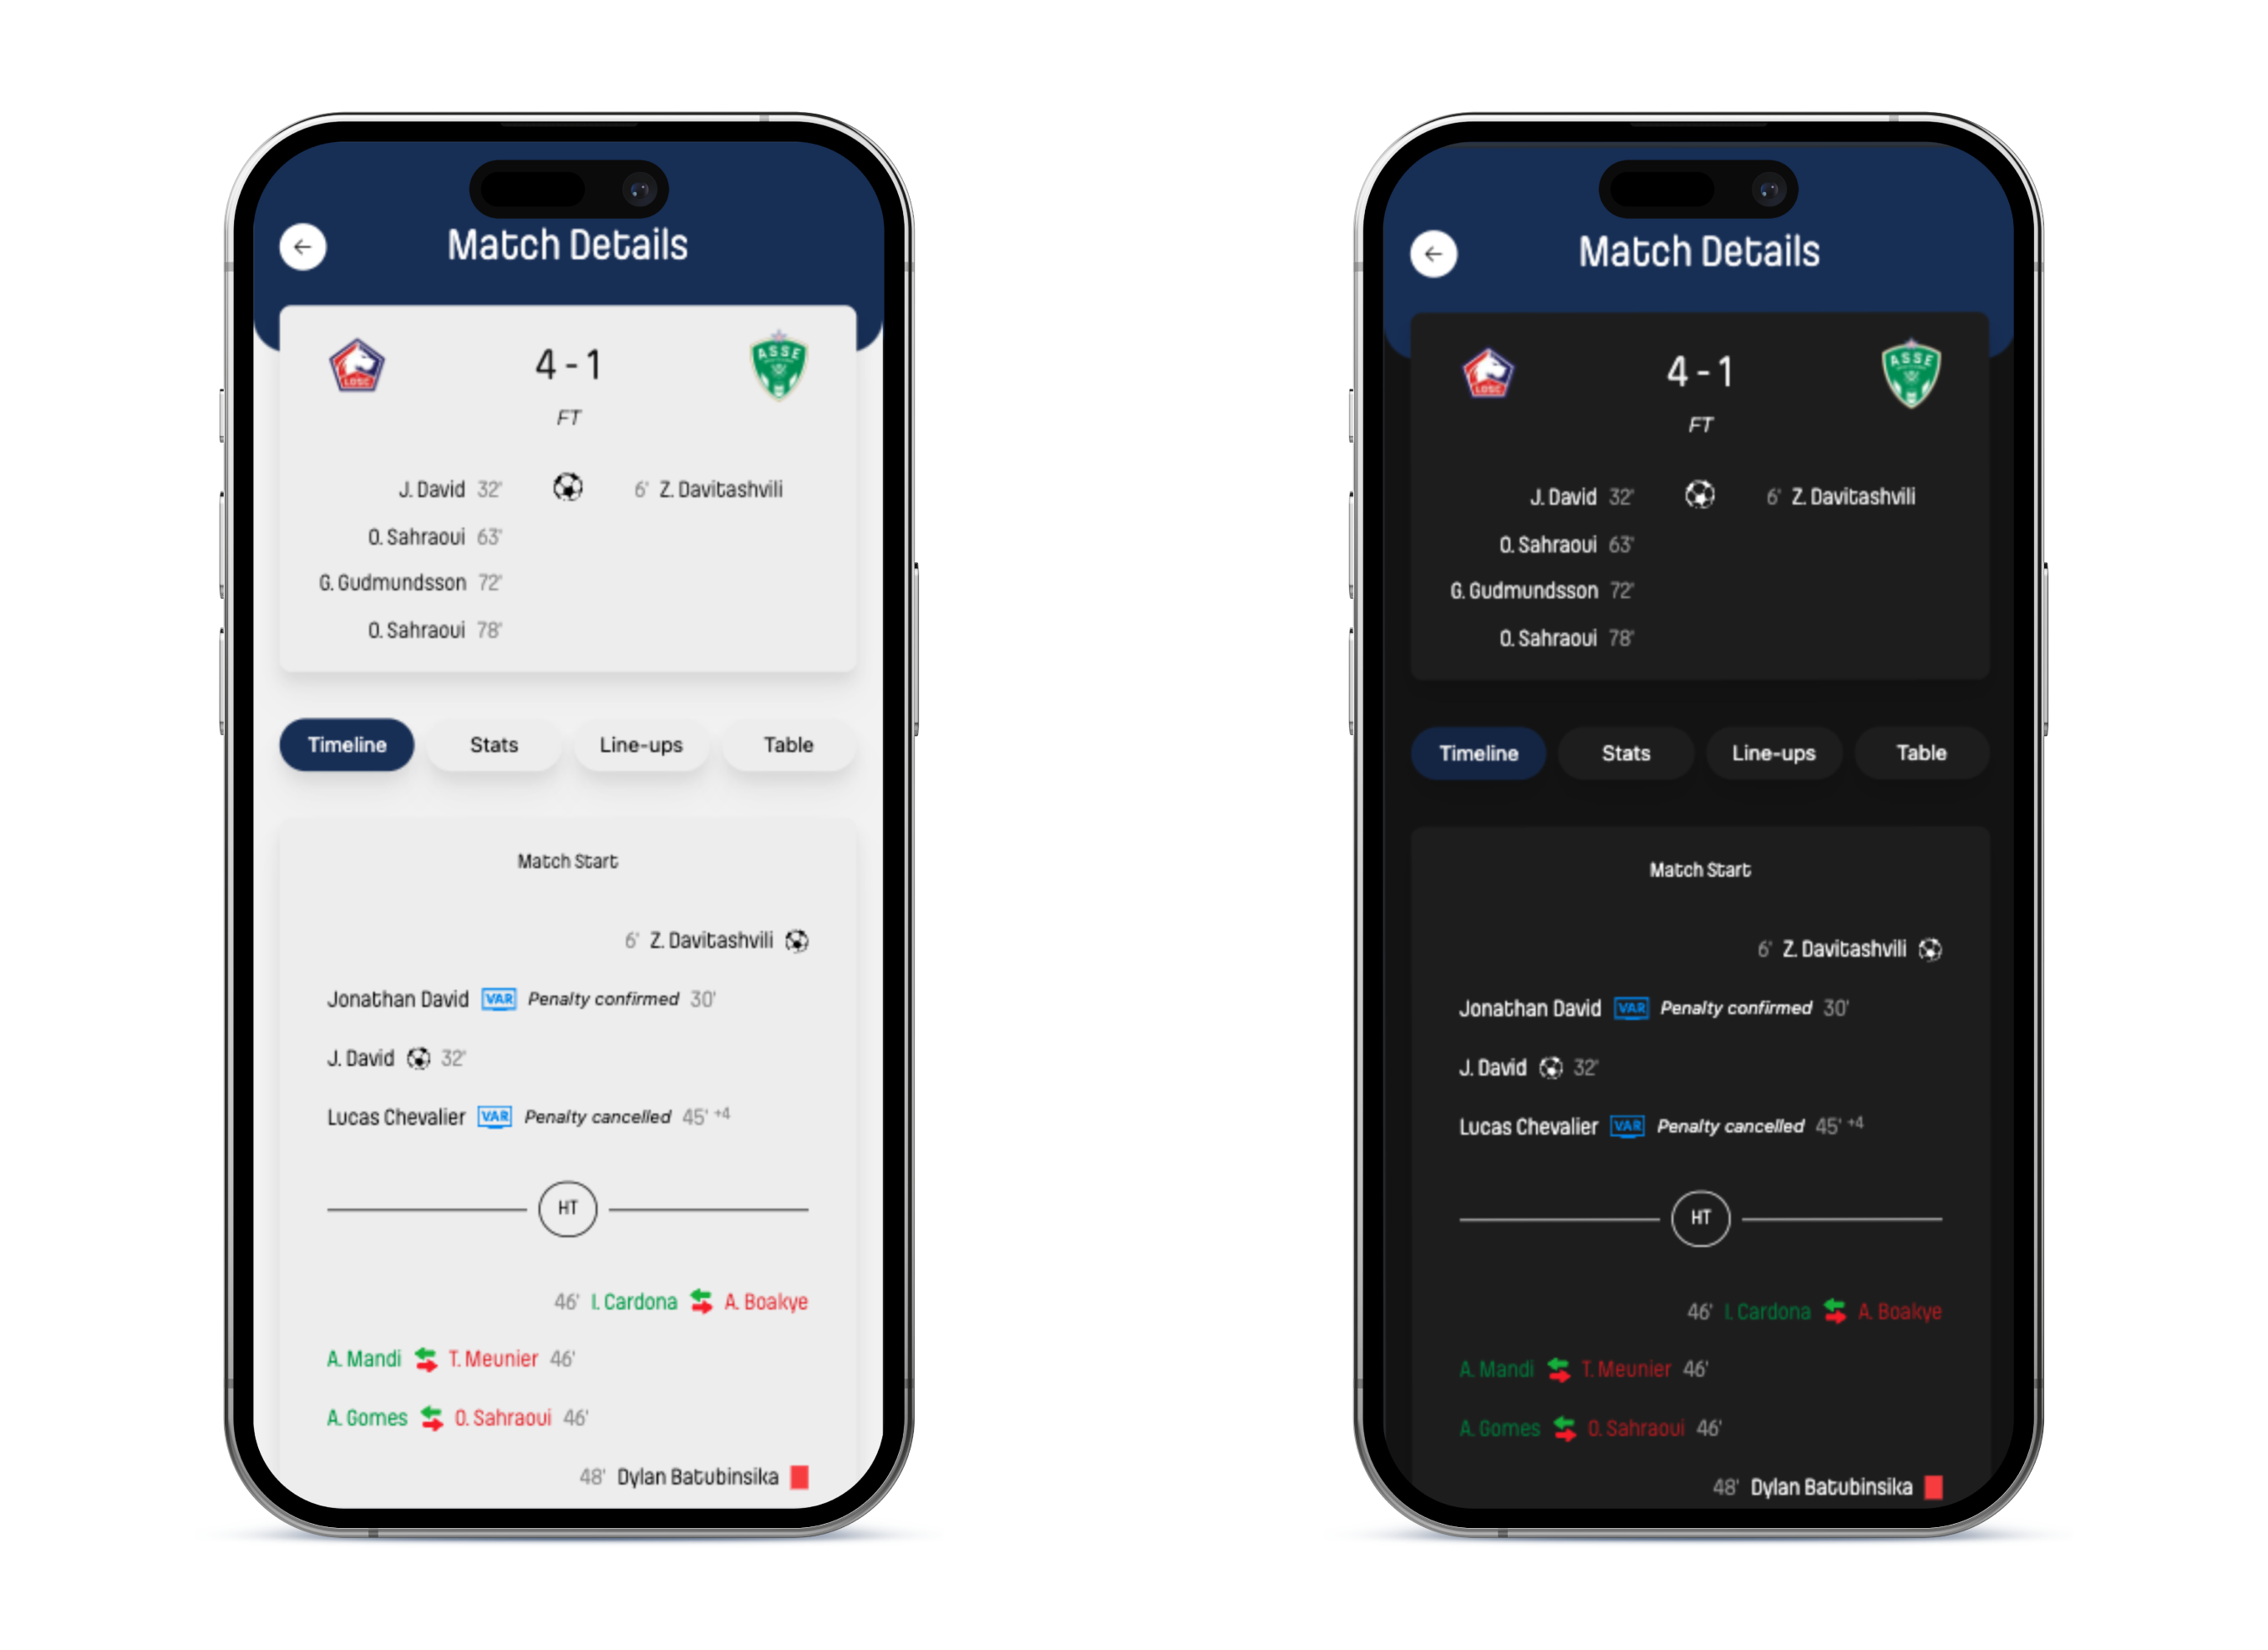 Match Details
LOSC
4 - 1
ASSE
FT
J. David 32' 6' Z. Davitashvili
O. Sahraoui 63'
G. Gudmundsson 72'
O. Sahraoui 78'
Timeline Stats Line-ups Table
Match Start
6' Z. Davitashvili
Jonathan David VAR Penalty confirmed 30'
J. David 32'
Lucas Chevalier VAR Penalty cancelled 45' +4
HT
46' I. Cardona A. Boakye
A. Mandi T. Meunier 46'
A. Gomes O. Sahraoui 46'
48' Dylan Batubinsika
Match Details
LOSC
4 - 1
ASSE
FT
J. David 32' 6' Z. Davitashvili
O. Sahraoui 63'
G. Gudmundsson 72'
O. Sahraoui 78'
Timeline Stats Line-ups Table
Match Start
6' Z. Davitashvili
Jonathan David VAR Penalty confirmed 30'
J. David 32'
Lucas Chevalier VAR Penalty cancelled 45' +4
HT
46' I. Cardona A. Boakye
A. Mandi T. Meunier 46'
A. Gomes O. Sahraoui 46'
48' Dylan Batubinsika